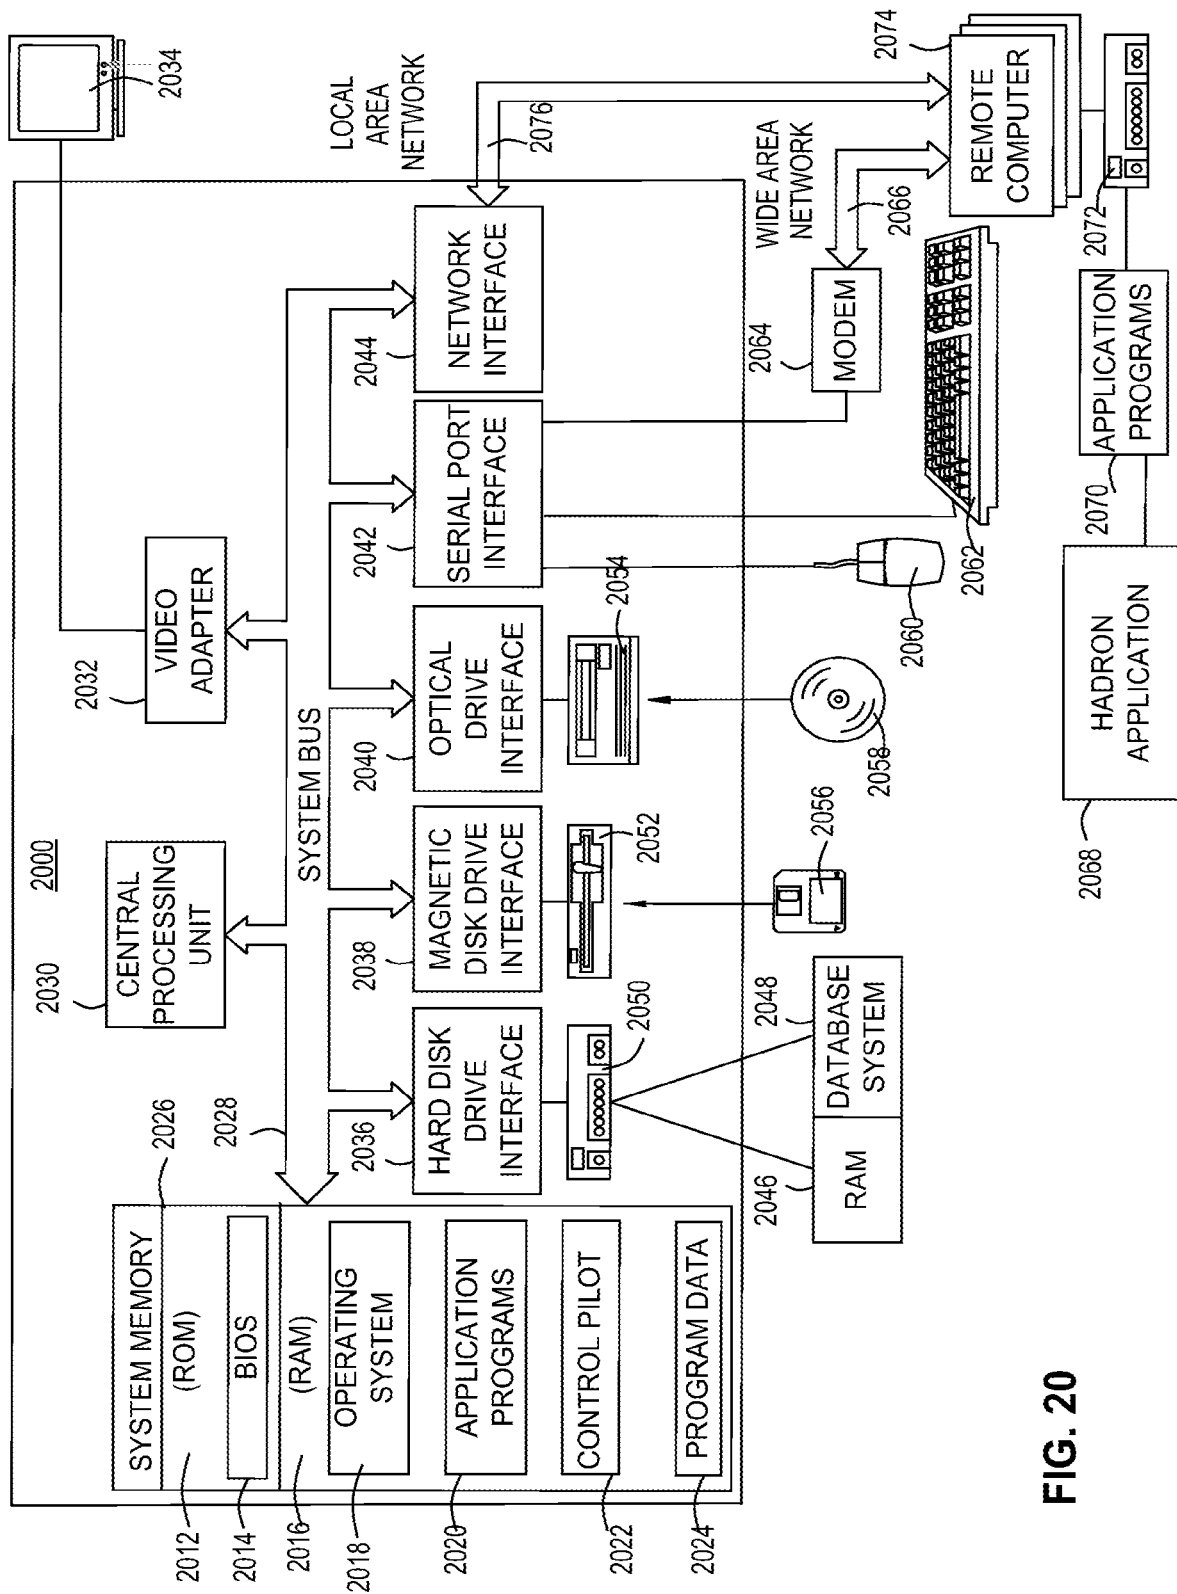 2000
SYSTEM MEMORY
(ROM)
BIOS
(RAM)
OPERATING
SYSTEM
APPLICATION
PROGRAMS
CONTROL PILOT
PROGRAM DATA
2012
2014
2016
2018
2020
2022
2024
2026
2028
2030
CENTRAL
PROCESSING
UNIT
SYSTEM BUS
2032
VIDEO
ADAPTER
2034
2036
HARD DISK
DRIVE
INTERFACE
2038
MAGNETIC
DISK DRIVE
INTERFACE
2040
OPTICAL
DRIVE
INTERFACE
2042
SERIAL PORT
INTERFACE
2044
NETWORK
INTERFACE
LOCAL
AREA
NETWORK
2076
2050
2052
2054
2046
RAM
2048
DATABASE
SYSTEM
2056
2058
2060
2062
2064
MODEM
WIDE AREA
NETWORK
2066
2074
REMOTE
COMPUTER
2072
2070
APPLICATION
PROGRAMS
2068
HADRON
APPLICATION
FIG. 20